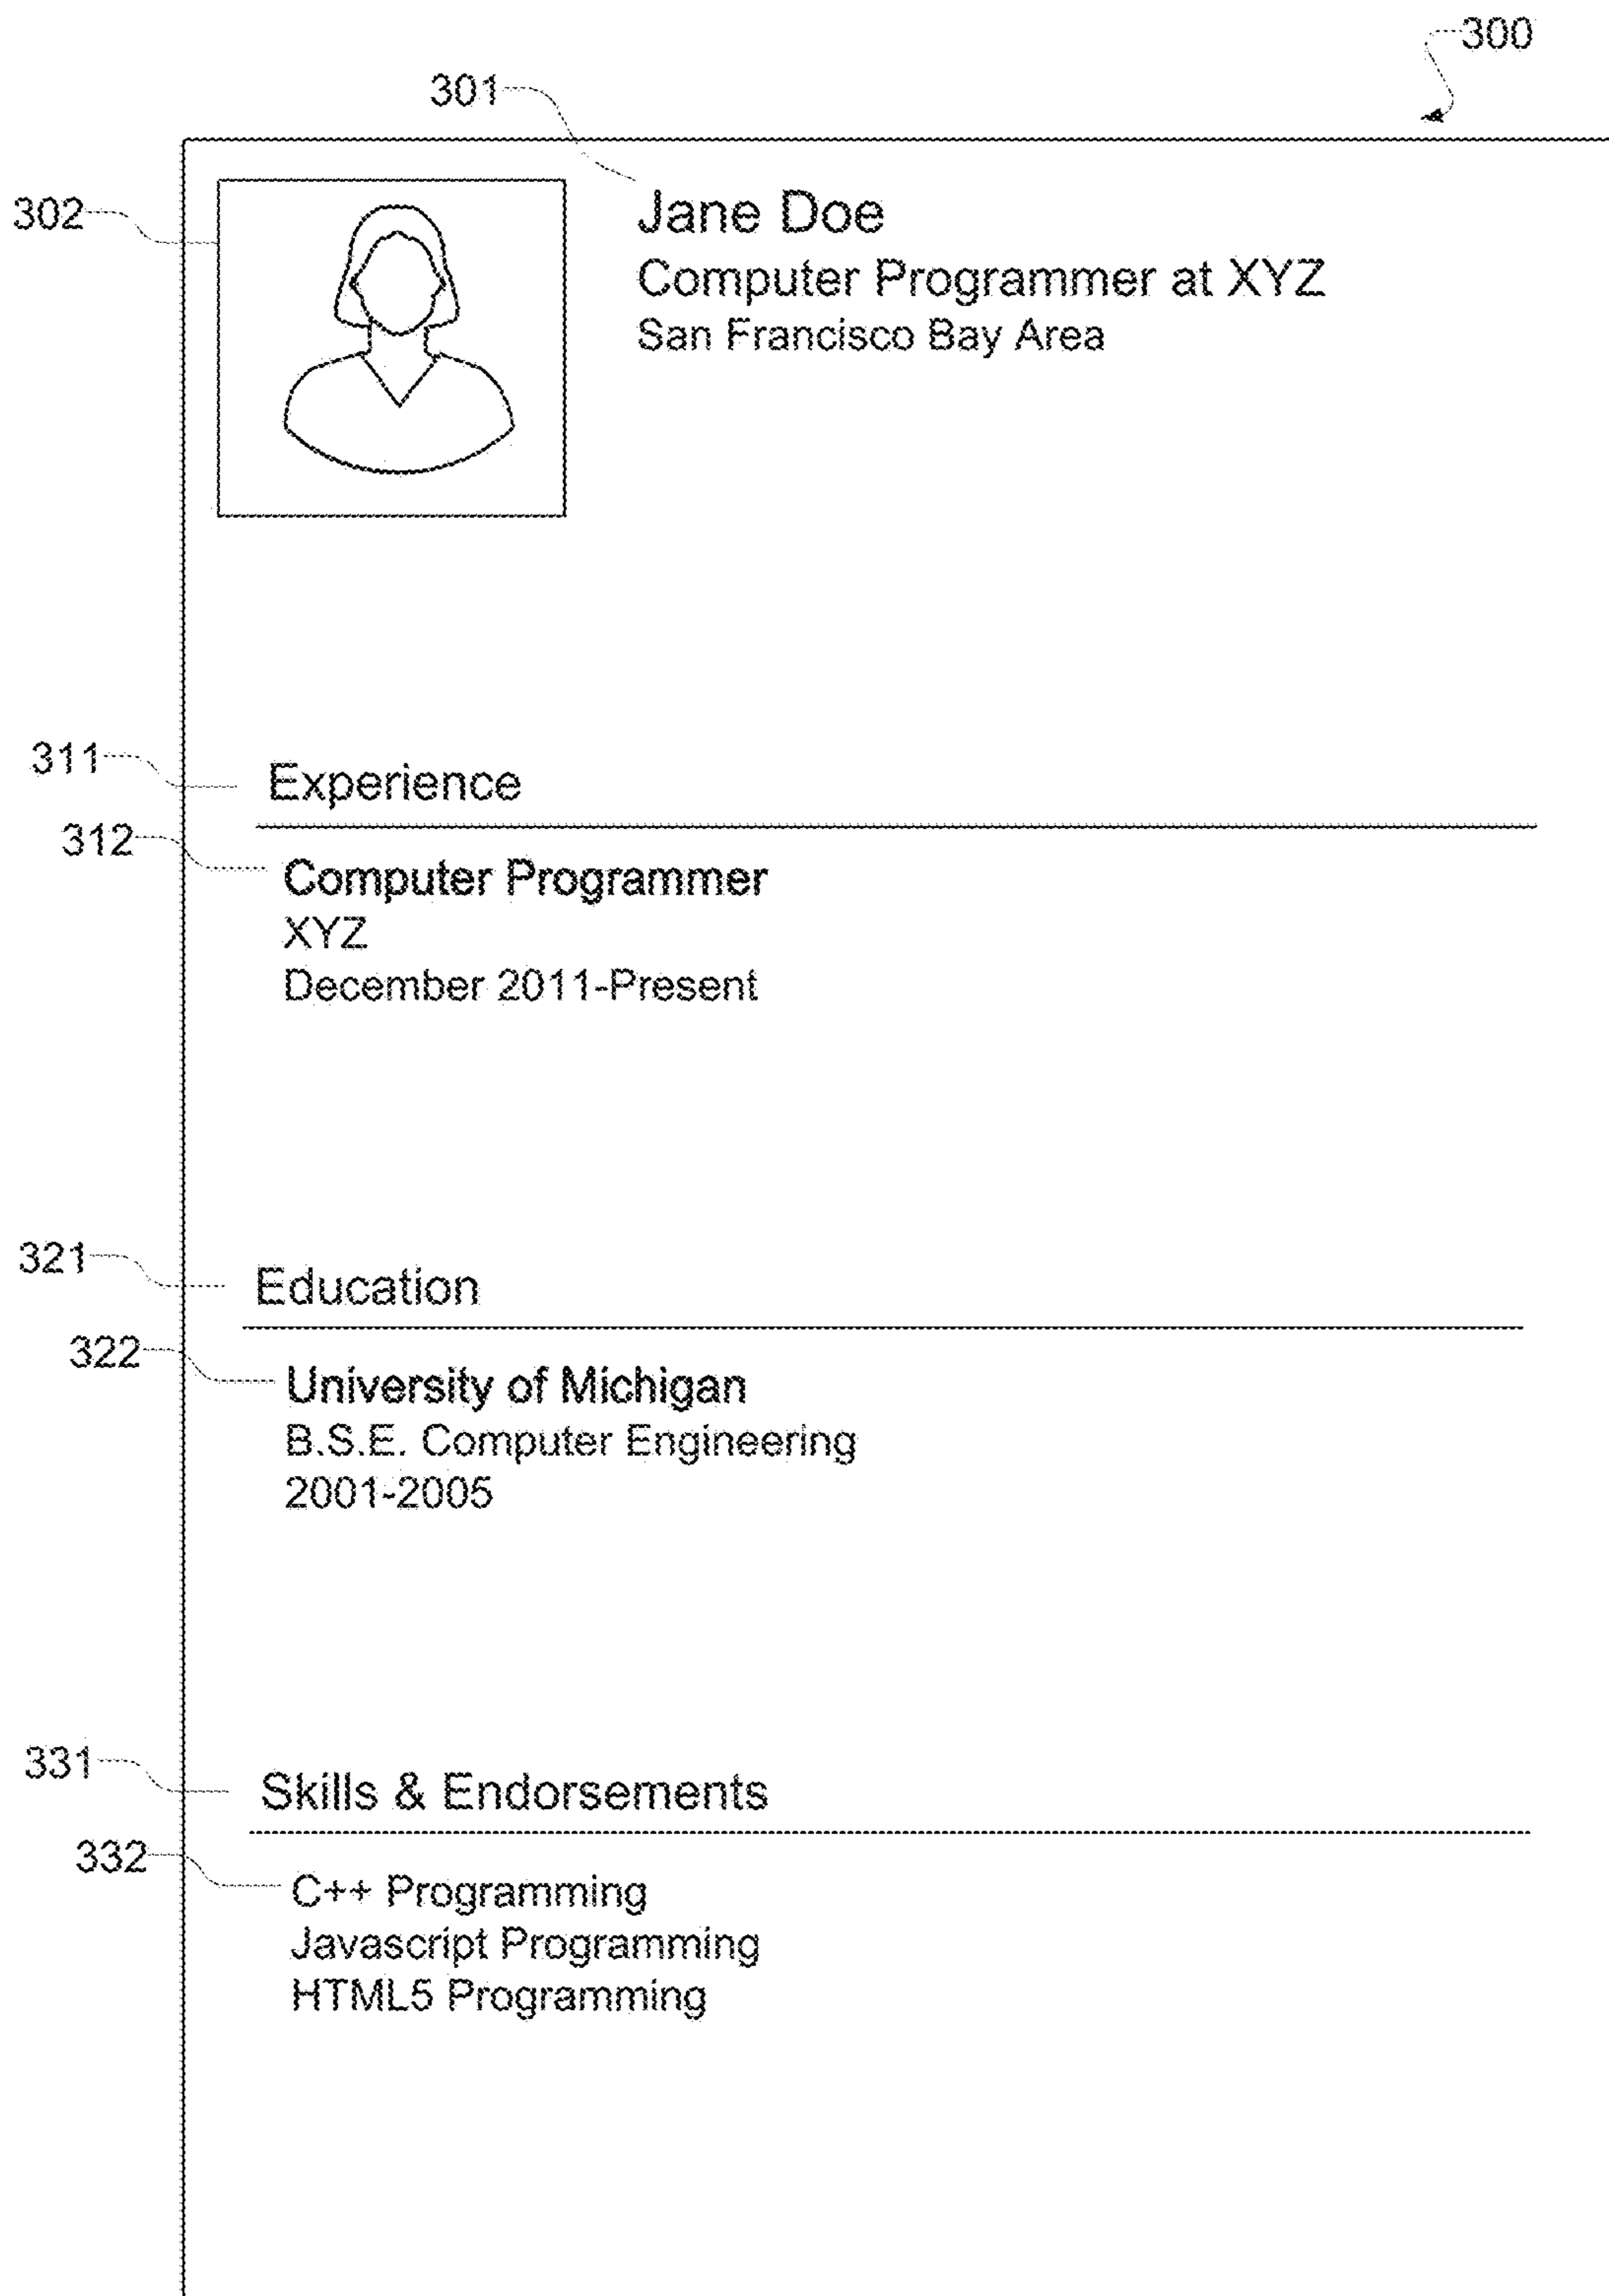 300
301
302
Jane Doe
Computer Programmer at XYZ
San Francisco Bay Area
311
Experience
312
Computer Programmer
XYZ
December 2011-Present
321
Education
322
University of Michigan
B.S.E. Computer Engineering
2001-2005
331
Skills & Endorsements
332
C++ Programming
Javascript Programming
HTML5 Programming